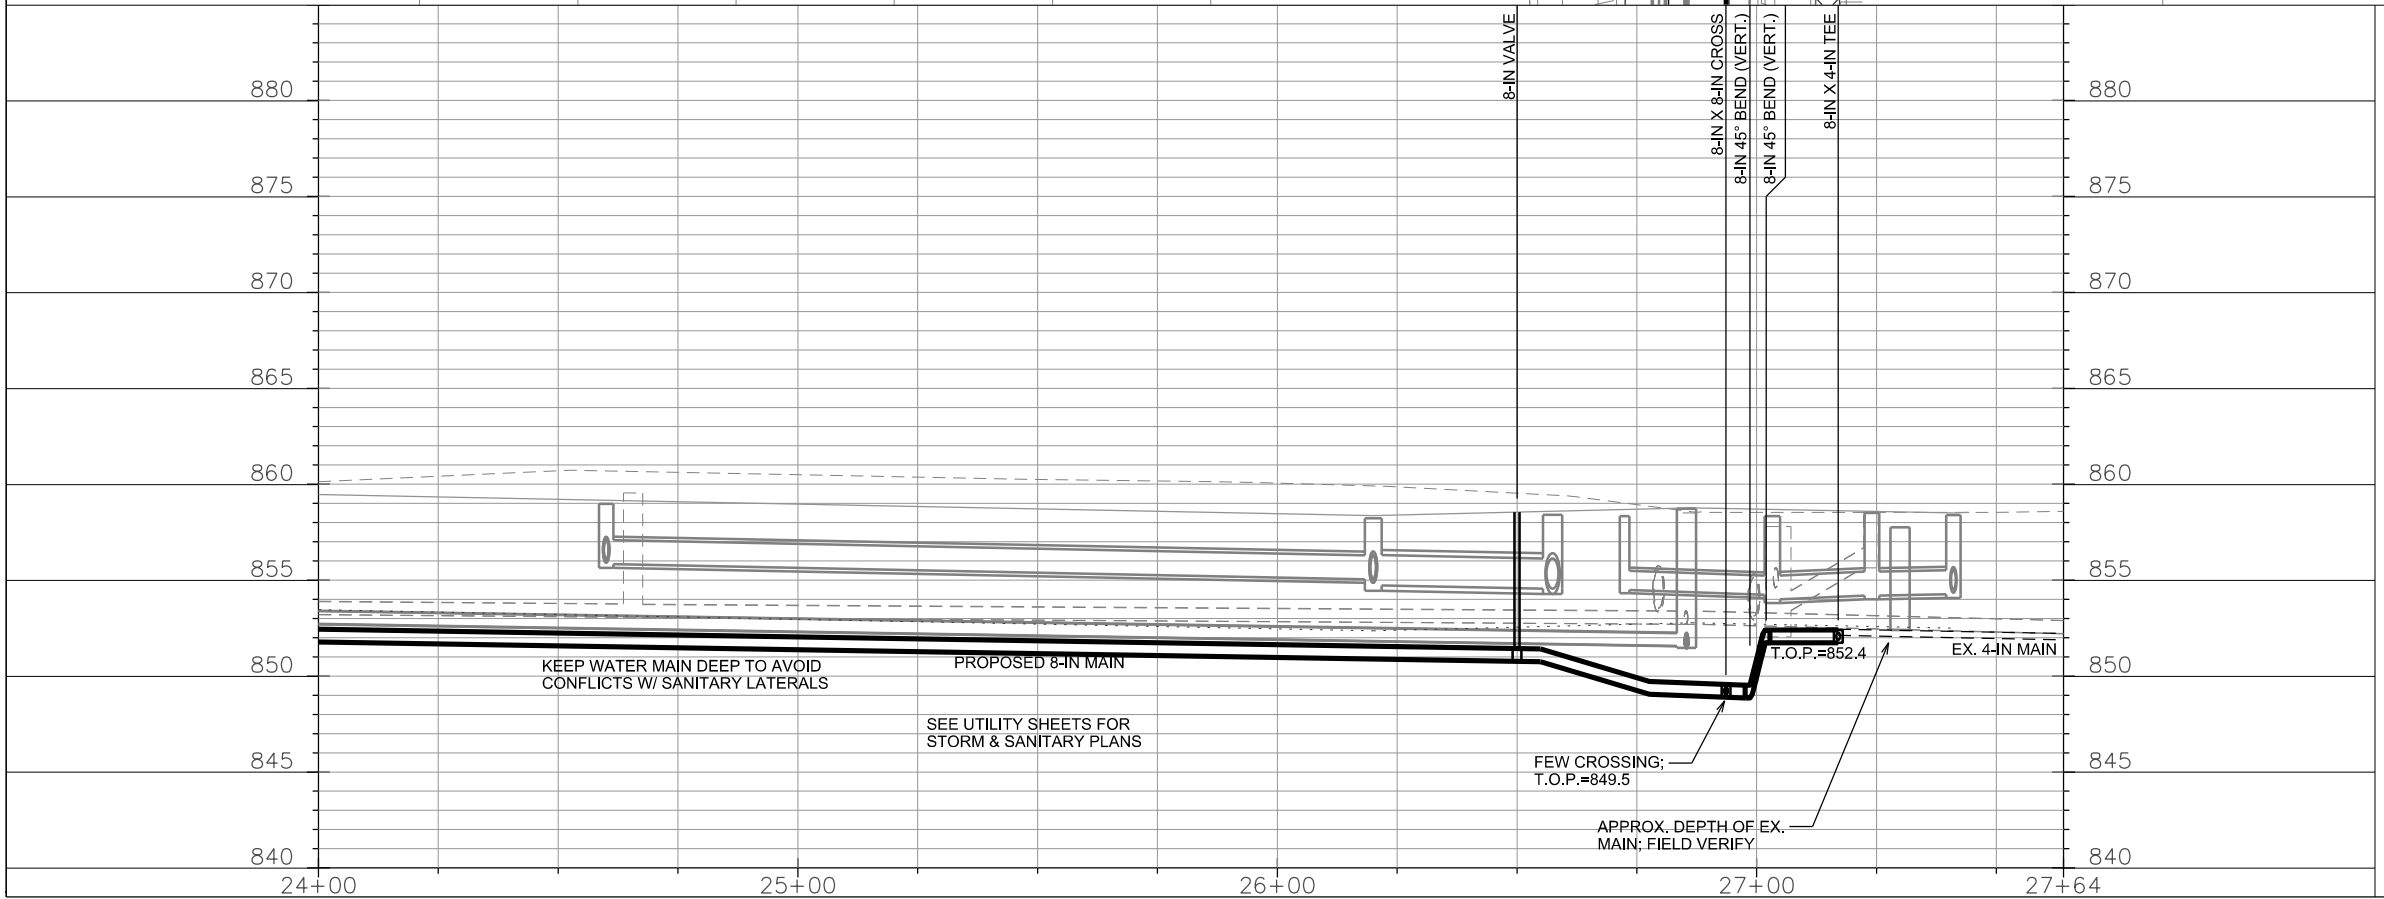 8-IN VALVE
8-IN X 8-IN CROSS
8-IN 45° BEND (VERT.)
8-IN 45° BEND (VERT.)
8-IN X 4-IN TEE
880
880
875
875
870
870
865
865
860
860
855
855
850
850
845
845
840
840
KEEP WATER MAIN DEEP TO AVOID
CONFLICTS W/ SANITARY LATERALS
PROPOSED 8-IN MAIN
T.O.P.=852.4
EX. 4-IN MAIN
SEE UTILITY SHEETS FOR
STORM & SANITARY PLANS
FEW CROSSING;
T.O.P.=849.5
APPROX. DEPTH OF EX.
MAIN; FIELD VERIFY
24+00
25+00
26+00
27+00
27+64